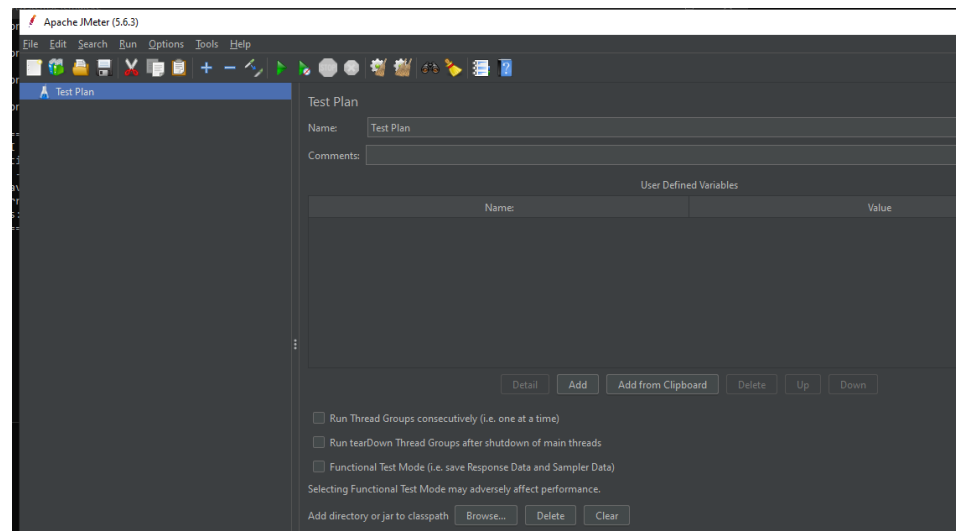 Apache JMeter (5.6.3)
File Edit Search Run Options Tools Help
Test Plan
Test Plan
Name: Test Plan
Comments:
User Defined Variables
Name: Value
Detail Add Add from Clipboard Delete Up Down
Run Thread Groups consecutively (i.e. one at a time)
Run tearDown Thread Groups after shutdown of main threads
Functional Test Mode (i.e. save Response Data and Sampler Data)
Selecting Functional Test Mode may adversely affect performance.
Add directory or jar to classpath Browse... Delete Clear